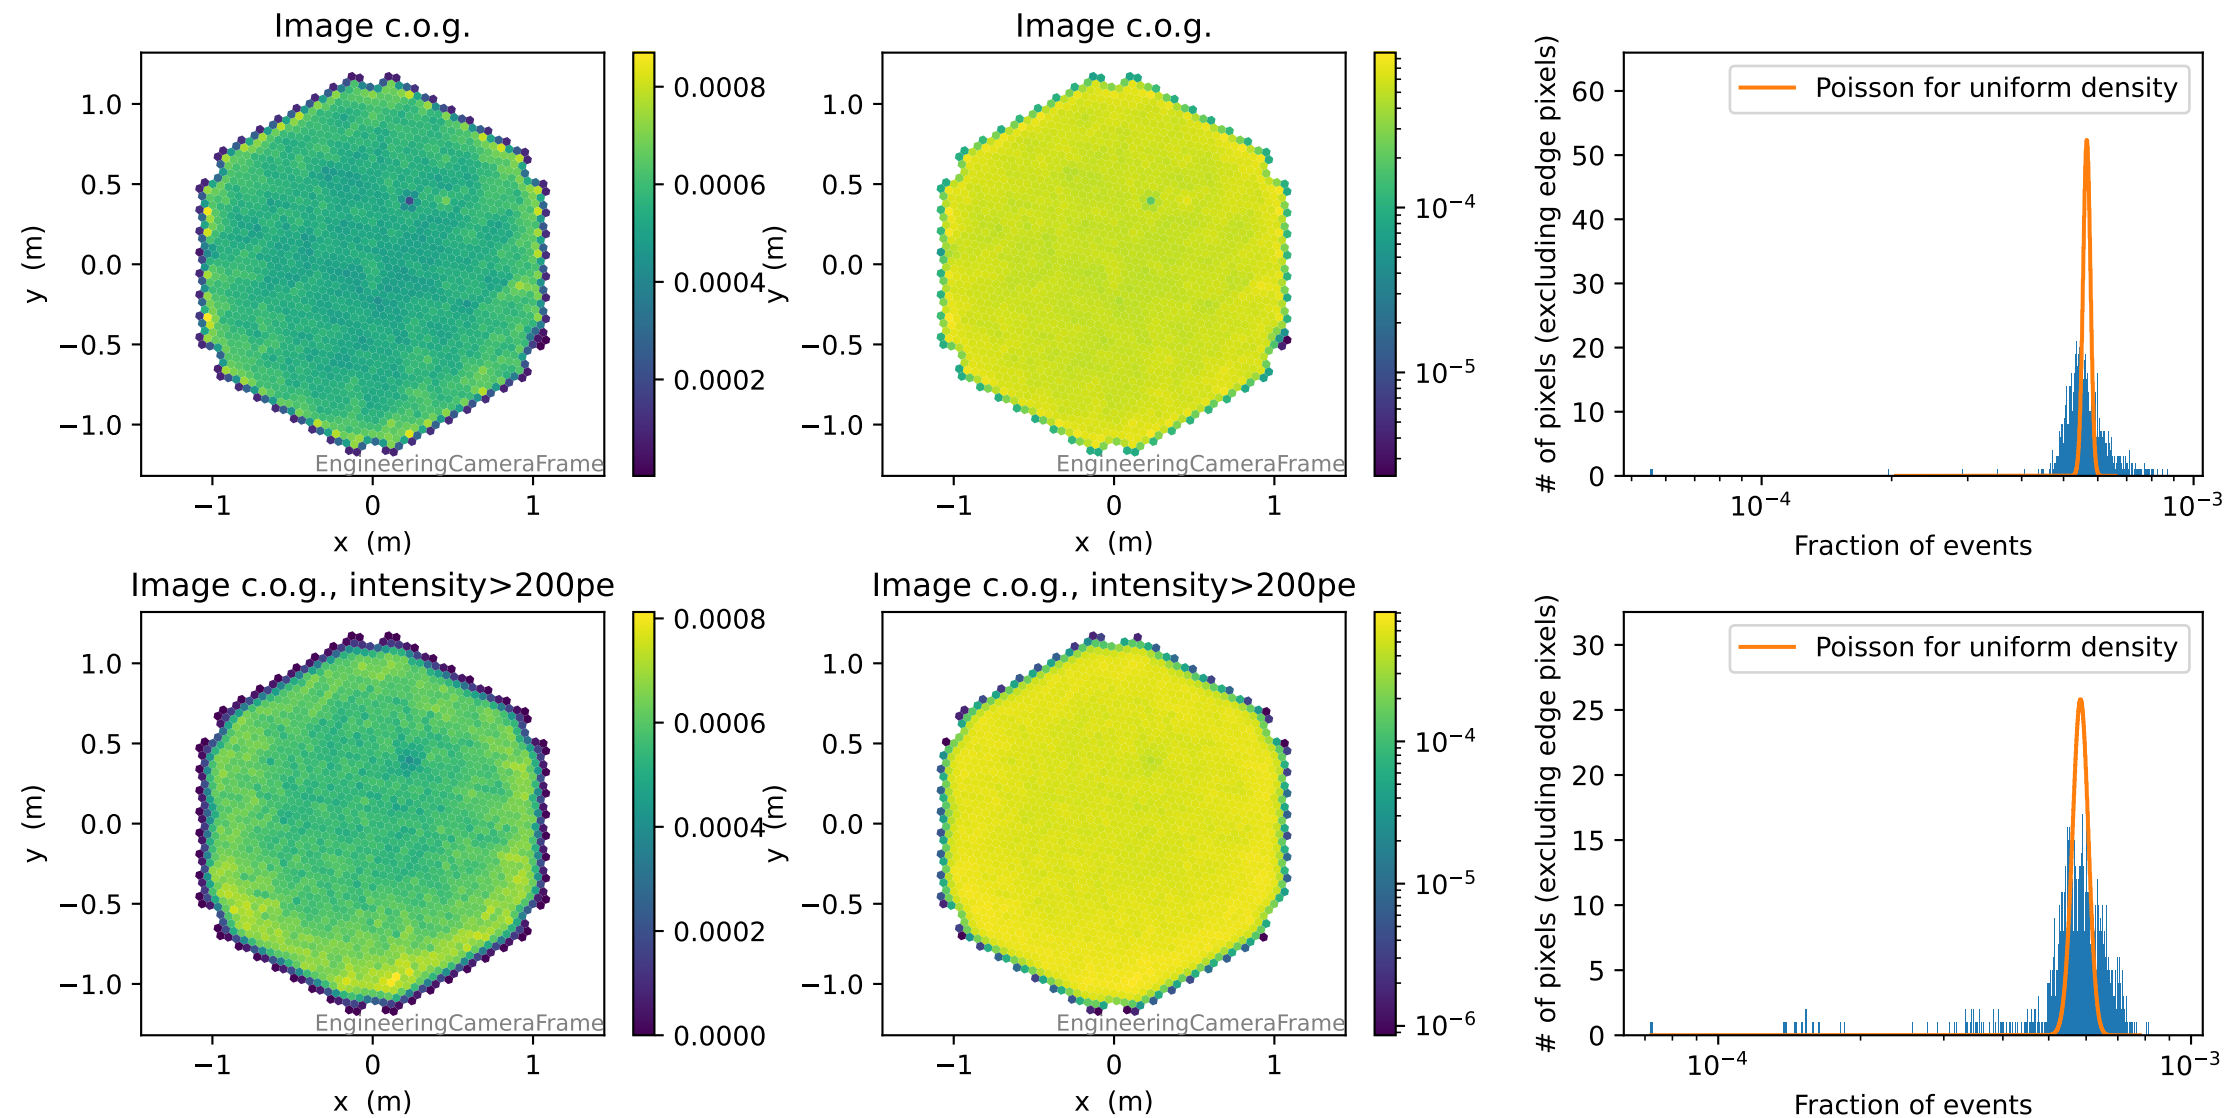 Image c.o.g.
1.0
0.5
0.0
−0.5
−1.0
y (m)
−1
0
1
x (m)
EngineeringCameraFrame
0.0008
0.0006
0.0004
0.0002
Image c.o.g.
1.0
0.5
0.0
−0.5
−1.0
y (m)
−1
0
1
x (m)
EngineeringCameraFrame
10⁻⁴
10⁻⁵
Poisson for uniform density
60
50
40
30
20
10
0
# of pixels (excluding edge pixels)
10⁻⁴
10⁻³
Fraction of events
Image c.o.g., intensity>200pe
1.0
0.5
0.0
−0.5
−1.0
y (m)
−1
0
1
x (m)
EngineeringCameraFrame
0.0008
0.0006
0.0004
0.0002
0.0000
Image c.o.g., intensity>200pe
1.0
0.5
0.0
−0.5
−1.0
y (m)
−1
0
1
x (m)
EngineeringCameraFrame
10⁻⁴
10⁻⁵
10⁻⁶
Poisson for uniform density
30
25
20
15
10
5
0
# of pixels (excluding edge pixels)
10⁻⁴
10⁻³
Fraction of events